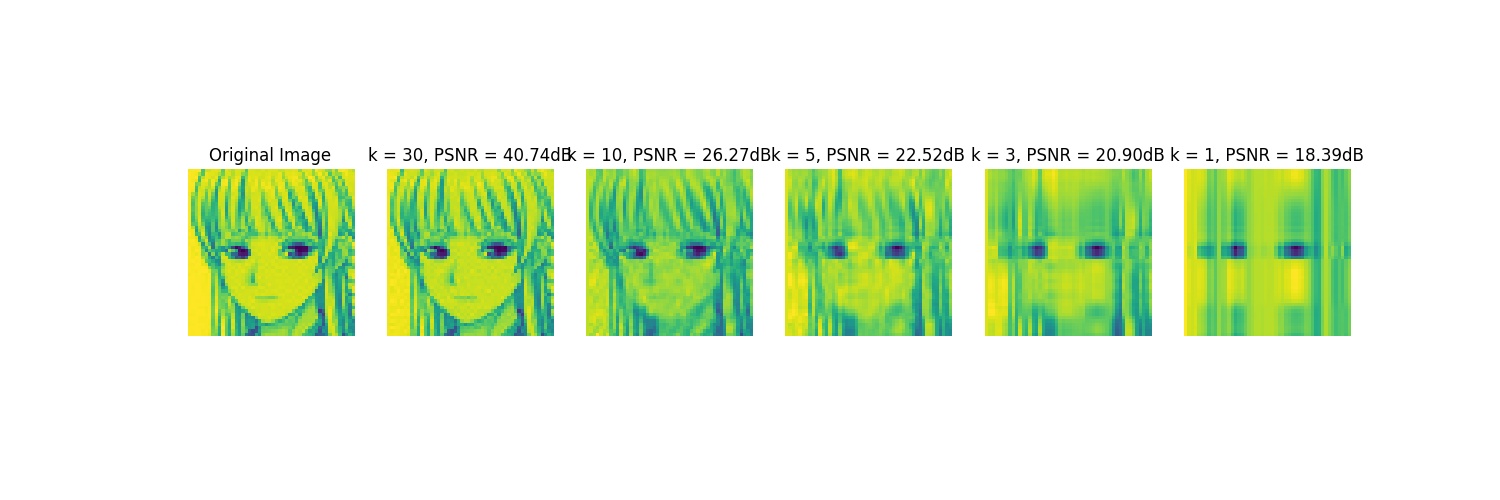 Original Image
k = 30, PSNR = 40.74dB
k = 10, PSNR = 26.27dB
k = 5, PSNR = 22.52dB
k = 3, PSNR = 20.90dB
k = 1, PSNR = 18.39dB